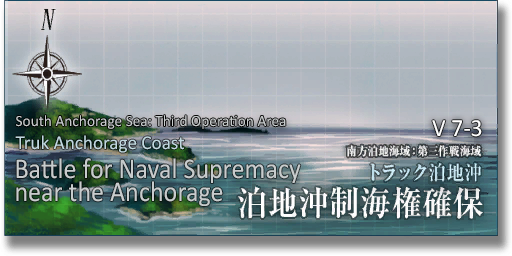 N
South Anchorage Sea: Third Operation Area
Truk Anchorage Coast
Battle for Naval Supremacy
near the Anchorage
V 7-3
南方泊地海域：第三作戦海域
トラック泊地沖
泊地沖制海権確保